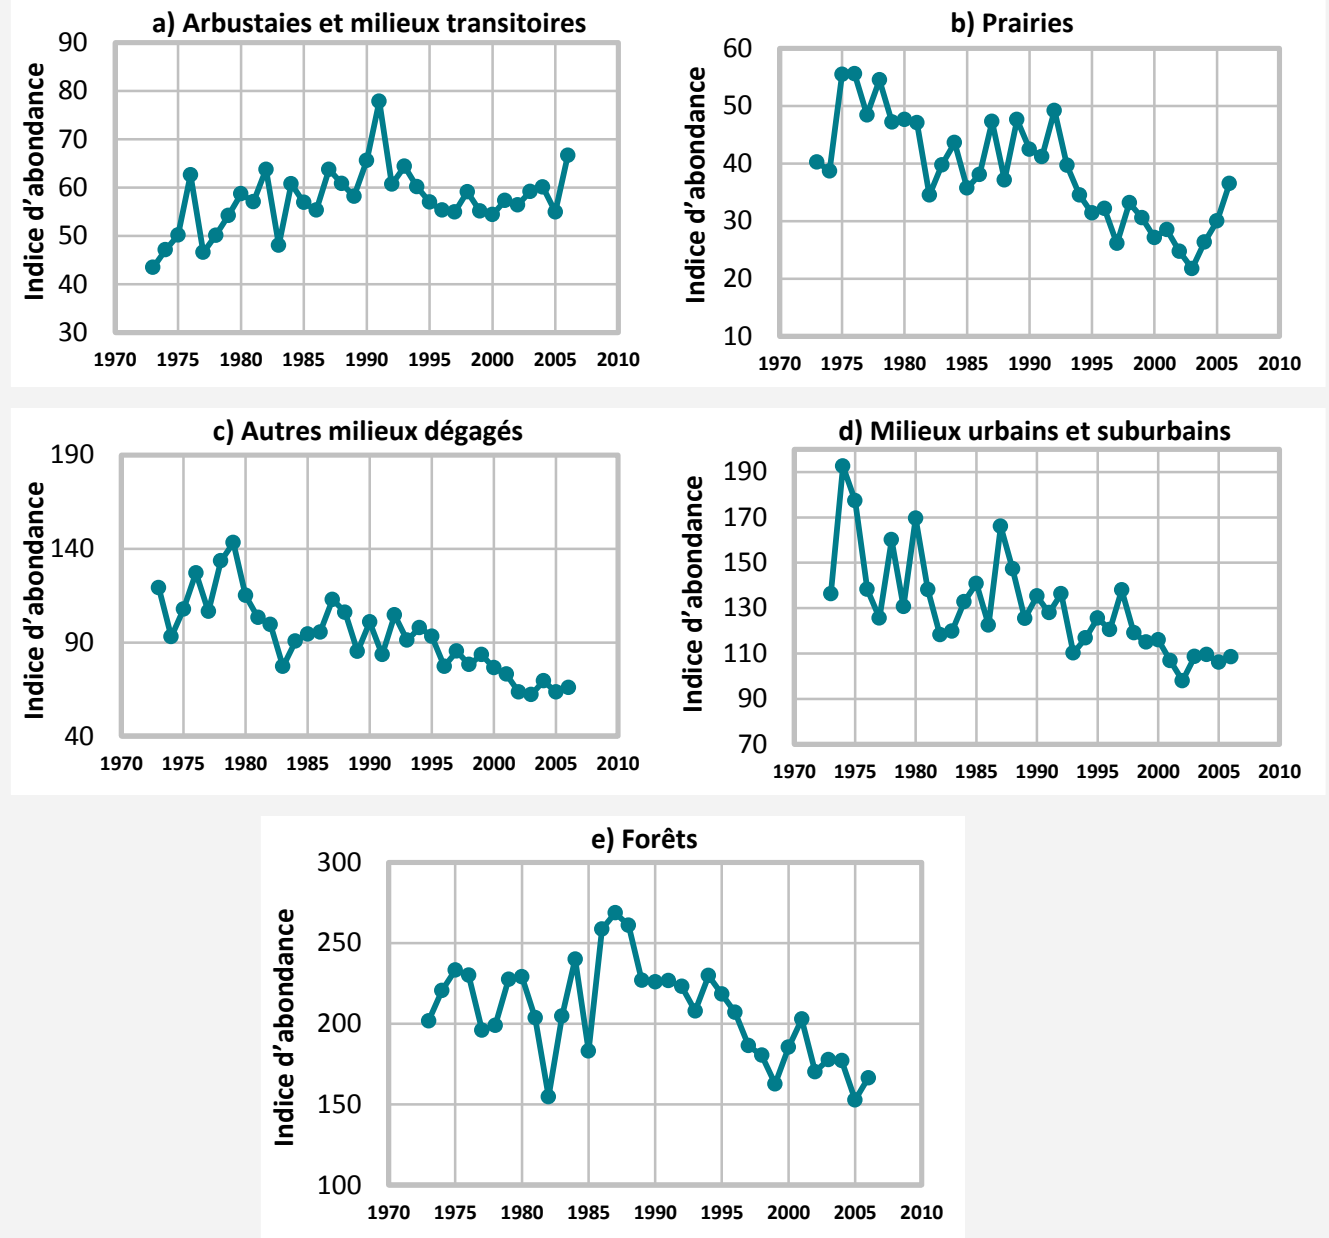 a) Arbustaies et milieux transitoires
Indice d'abondance
90
80
70
60
50
40
30
1970 1975 1980 1985 1990 1995 2000 2005 2010
b) Prairies
Indice d'abondance
60
50
40
30
20
10
1970 1975 1980 1985 1990 1995 2000 2005 2010
c) Autres milieux dégagés
Indice d'abondance
190
140
90
40
1970 1975 1980 1985 1990 1995 2000 2005 2010
d) Milieux urbains et suburbains
Indice d'abondance
190
170
150
130
110
90
70
1970 1975 1980 1985 1990 1995 2000 2005 2010
e) Forêts
Indice d'abondance
300
250
200
150
100
1970 1975 1980 1985 1990 1995 2000 2005 2010